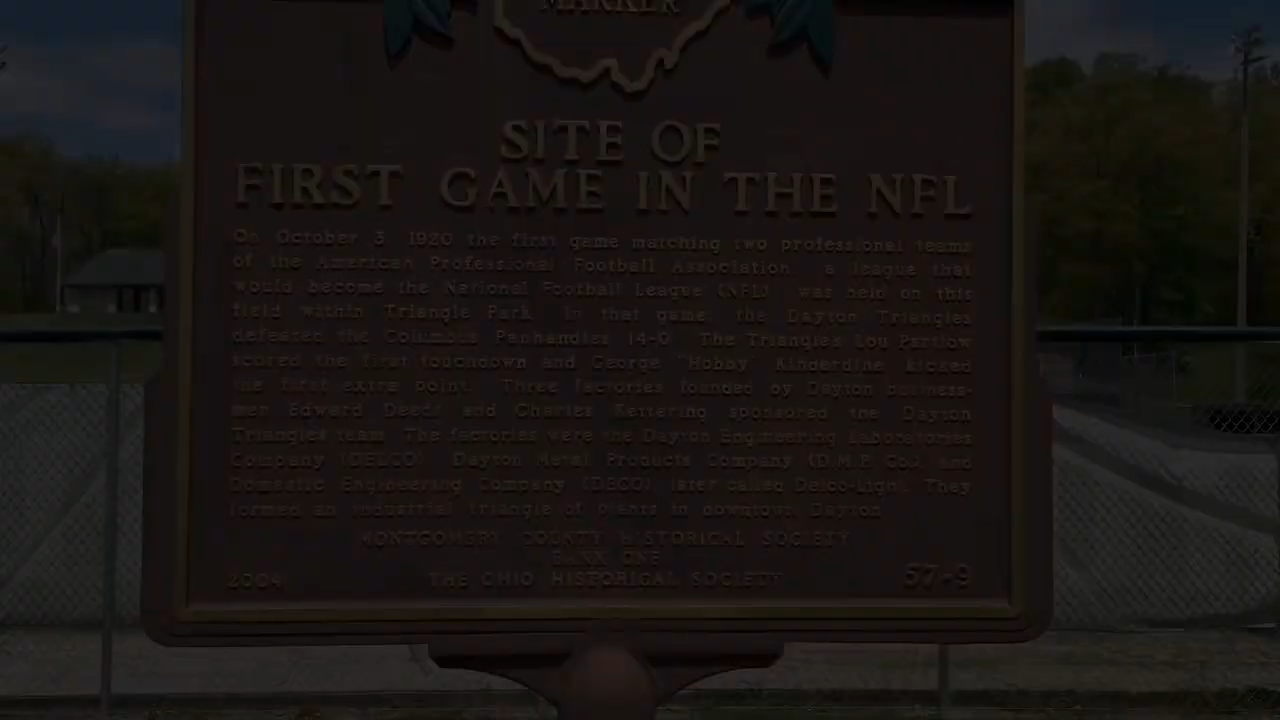 MARKER
SITE OF
FIRST GAME IN THE NFL
On October 3, 1920 the first game matching two professional teams
of the American Professional Football Association, a league that
would become the National Football League (NFL), was held on this
field within Triangle Park. In that game, the Dayton Triangles
defeated the Columbus Panhandles 14-0. The Triangles' Lou Partlow
scored the first touchdown and George "Hobby" Kinderdine kicked
the first extra point. Three factories founded by Dayton business-
men Edward Deeds and Charles Kettering sponsored the Dayton
Triangles team. The factories were the Dayton Engineering Laboratories
Company (DELCO), Dayton Metal Products Company (D.M.P. Co.), and
Domestic Engineering Company (DECO), later called Delco-Light. They
formed an industrial triangle of plants in downtown Dayton.
MONTGOMERY COUNTY HISTORICAL SOCIETY
BANK ONE
2004 THE OHIO HISTORICAL SOCIETY 57-9